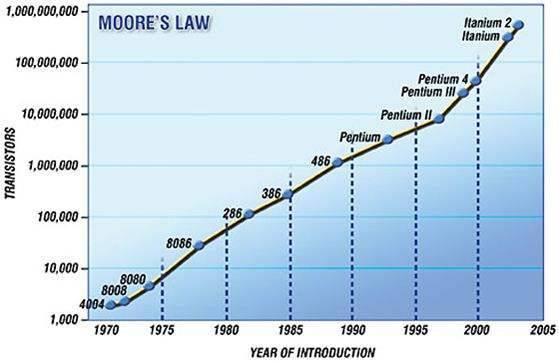 MOORE'S LAW
1,000,000,000
100,000,000
10,000,000
1,000,000
100,000
10,000
1,000
TRANSISTORS
Itanium 2
Itanium
Pentium 4
Pentium III
Pentium II
Pentium
486
386
286
8086
8080
8008
4004
1970 1975 1980 1985 1990 1995 2000 2005
YEAR OF INTRODUCTION